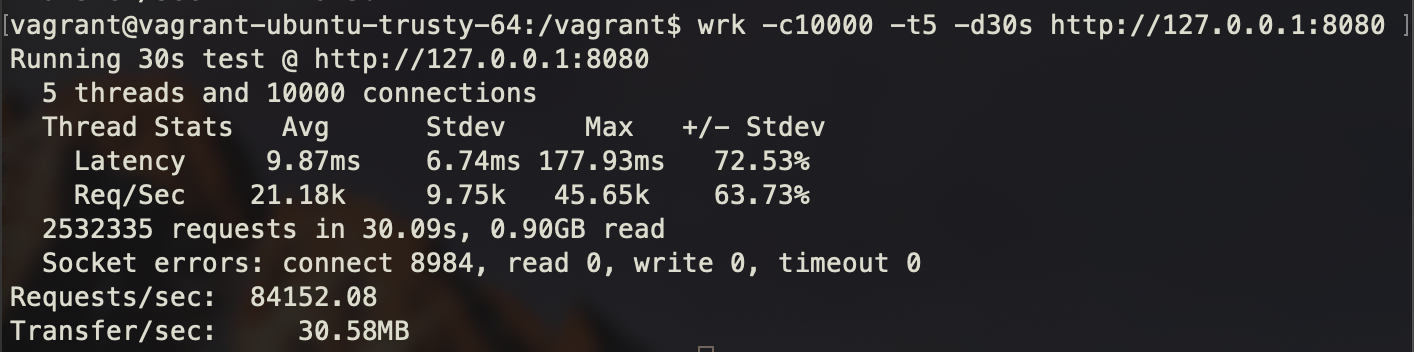 [vagrant@vagrant-ubuntu-trusty-64:/vagrant$ wrk -c10000 -t5 -d30s http://127.0.0.1:8080 ]
Running 30s test @ http://127.0.0.1:8080
  5 threads and 10000 connections
  Thread Stats   Avg      Stdev     Max   +/- Stdev
    Latency     9.87ms    6.74ms 177.93ms   72.53%
    Req/Sec    21.18k     9.75k   45.65k    63.73%
  2532335 requests in 30.09s, 0.90GB read
  Socket errors: connect 8984, read 0, write 0, timeout 0
Requests/sec:  84152.08
Transfer/sec:     30.58MB